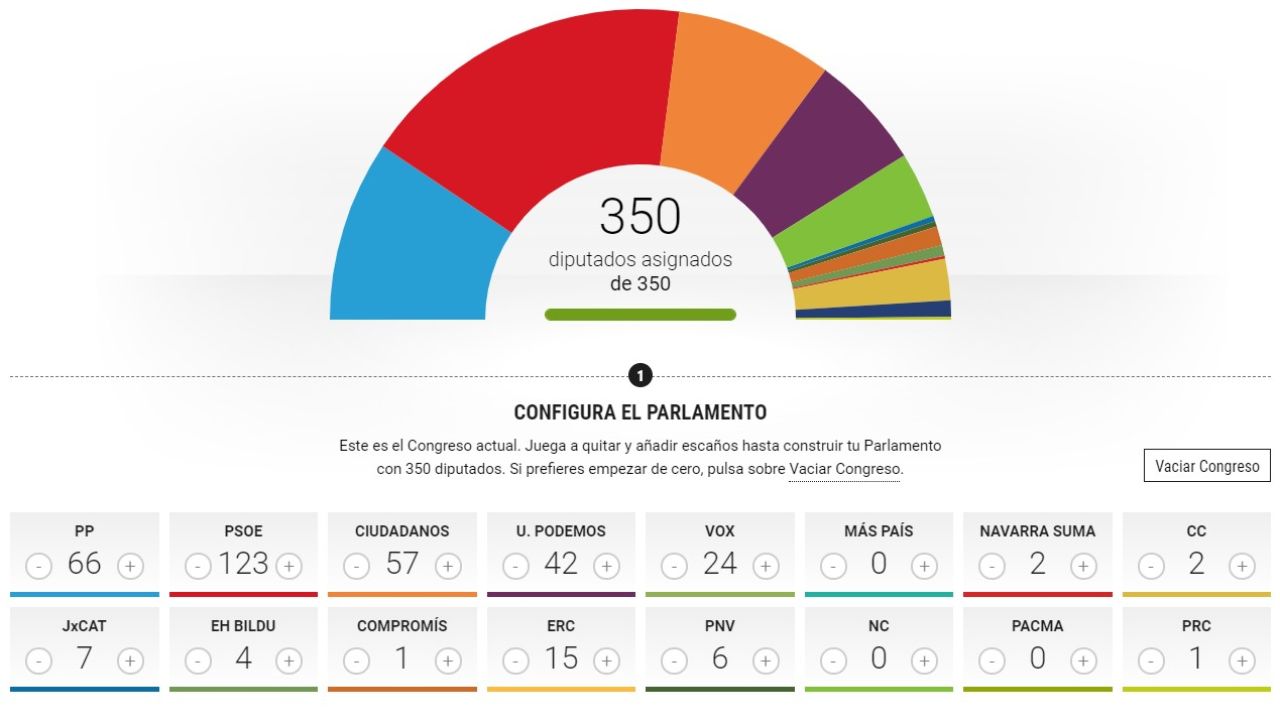 350
diputados asignados
de 350
1
CONFIGURA EL PARLAMENTO
Este es el Congreso actual. Juega a quitar y añadir escaños hasta construir tu Parlamento
con 350 diputados. Si prefieres empezar de cero, pulsa sobre Vaciar Congreso.
Vaciar Congreso
PP PSOE CIUDADANOS U. PODEMOS VOX MÁS PAÍS NAVARRA SUMA CC
- 66 + - 123 + - 57 + - 42 + - 24 + - 0 + - 2 + - 2 +
JxCAT EH BILDU COMPROMÍS ERC PNV NC PACMA PRC
- 7 + - 4 + - 1 + - 15 + - 6 + - 0 + - 0 + - 1 +